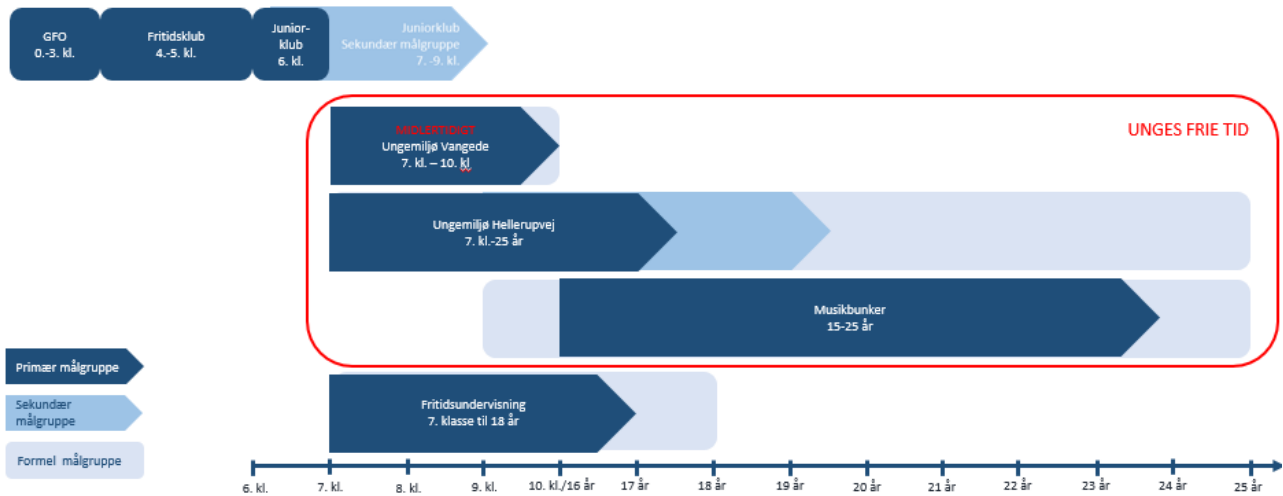 GFO
0.-3. kl.
Fritidsklub
4.-5. kl.
Junior-
klub
6. kl.
Juniorklub
Sekundær målgruppe
7. -9. kl.
UNGES FRIE TID
MIDLERTIDIGT
Ungemiljø Vangede
7. kl. – 10. kl
Ungemiljø Hellerupvej
7. kl.-25 år
Musikbunker
15-25 år
Primær målgruppe
Sekundær
målgruppe
Formel målgruppe
Fritidsundervisning
7. klasse til 18 år
6. kl.
7. kl.
8. kl.
9. kl.
10. kl./16 år
17 år
18 år
19 år
20 år
21 år
22 år
23 år
24 år
25 år